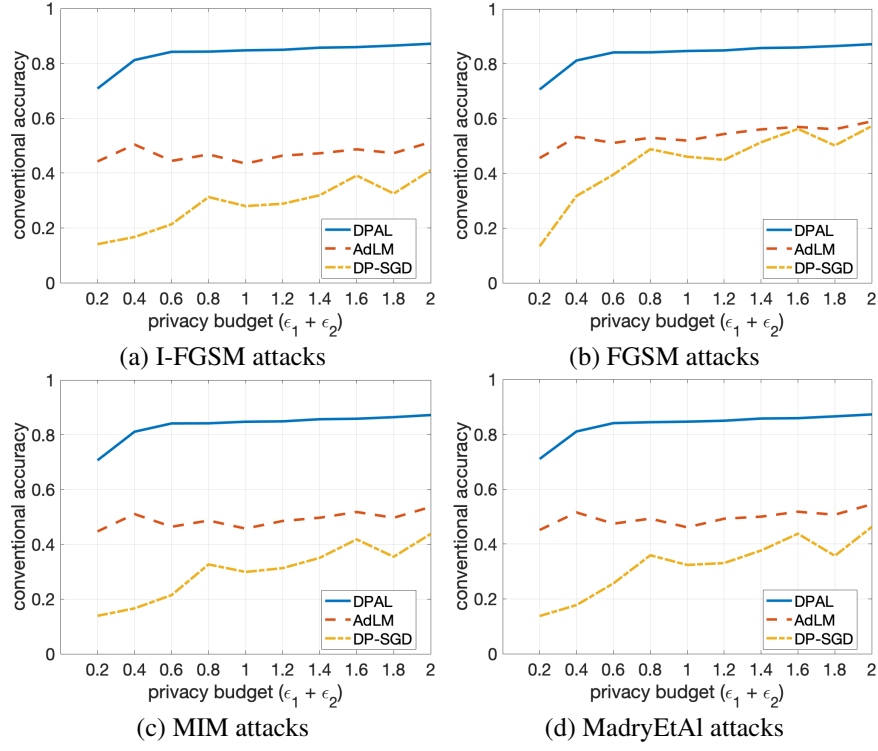 1
0.8
0.6
0.4
0.2
0
conventional accuracy
DPAL
AdLM
DP-SGD
0.2 0.4 0.6 0.8 1 1.2 1.4 1.6 1.8 2
privacy budget (ϵ₁ + ϵ₂)
(a) I-FGSM attacks
1
0.8
0.6
0.4
0.2
0
conventional accuracy
DPAL
AdLM
DP-SGD
0.2 0.4 0.6 0.8 1 1.2 1.4 1.6 1.8 2
privacy budget (ϵ₁ + ϵ₂)
(b) FGSM attacks
1
0.8
0.6
0.4
0.2
0
conventional accuracy
DPAL
AdLM
DP-SGD
0.2 0.4 0.6 0.8 1 1.2 1.4 1.6 1.8 2
privacy budget (ϵ₁ + ϵ₂)
(c) MIM attacks
1
0.8
0.6
0.4
0.2
0
conventional accuracy
DPAL
AdLM
DP-SGD
0.2 0.4 0.6 0.8 1 1.2 1.4 1.6 1.8 2
privacy budget (ϵ₁ + ϵ₂)
(d) MadryEtAl attacks